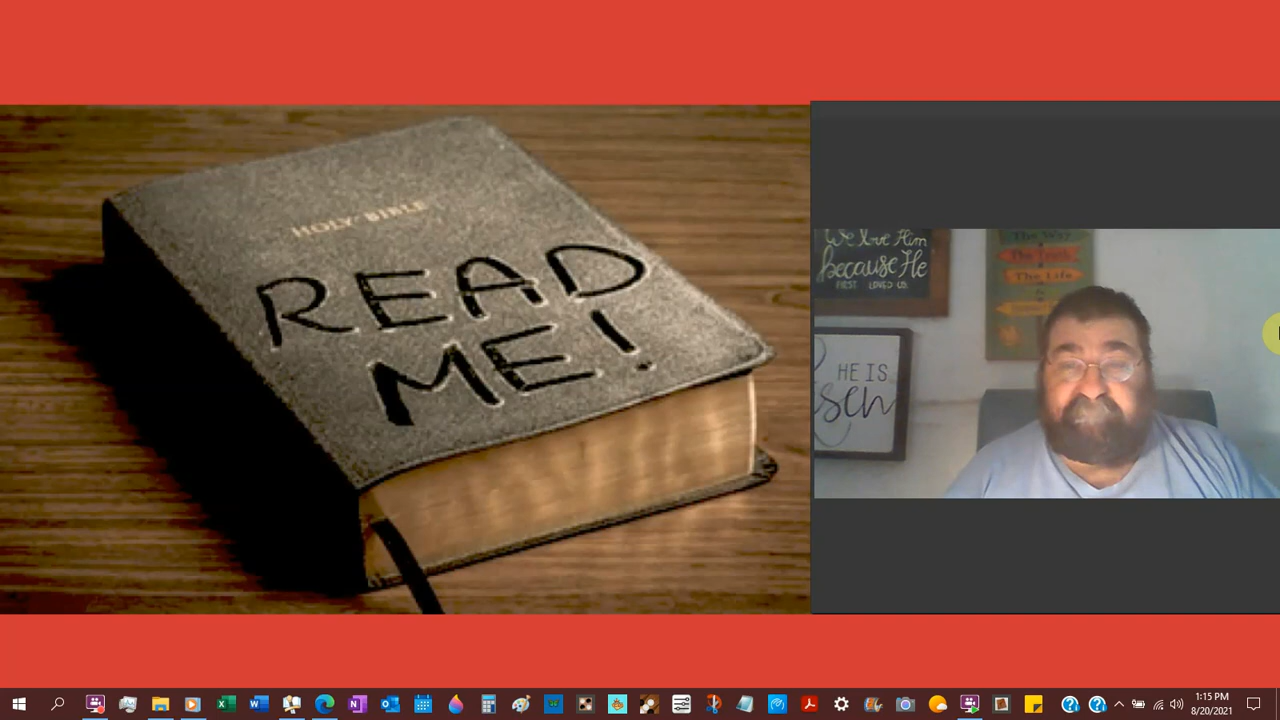 HOLY BIBLE
READ
ME!
We love Him
because He
FIRST LOVED US.
The Way
The Truth
The Life
HE IS
1:15 PM
8/20/2021